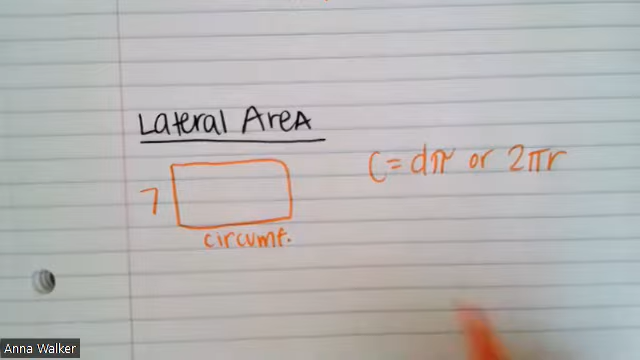 Lateral Area
C = dπ or 2πr
7
circumf.
Anna Walker